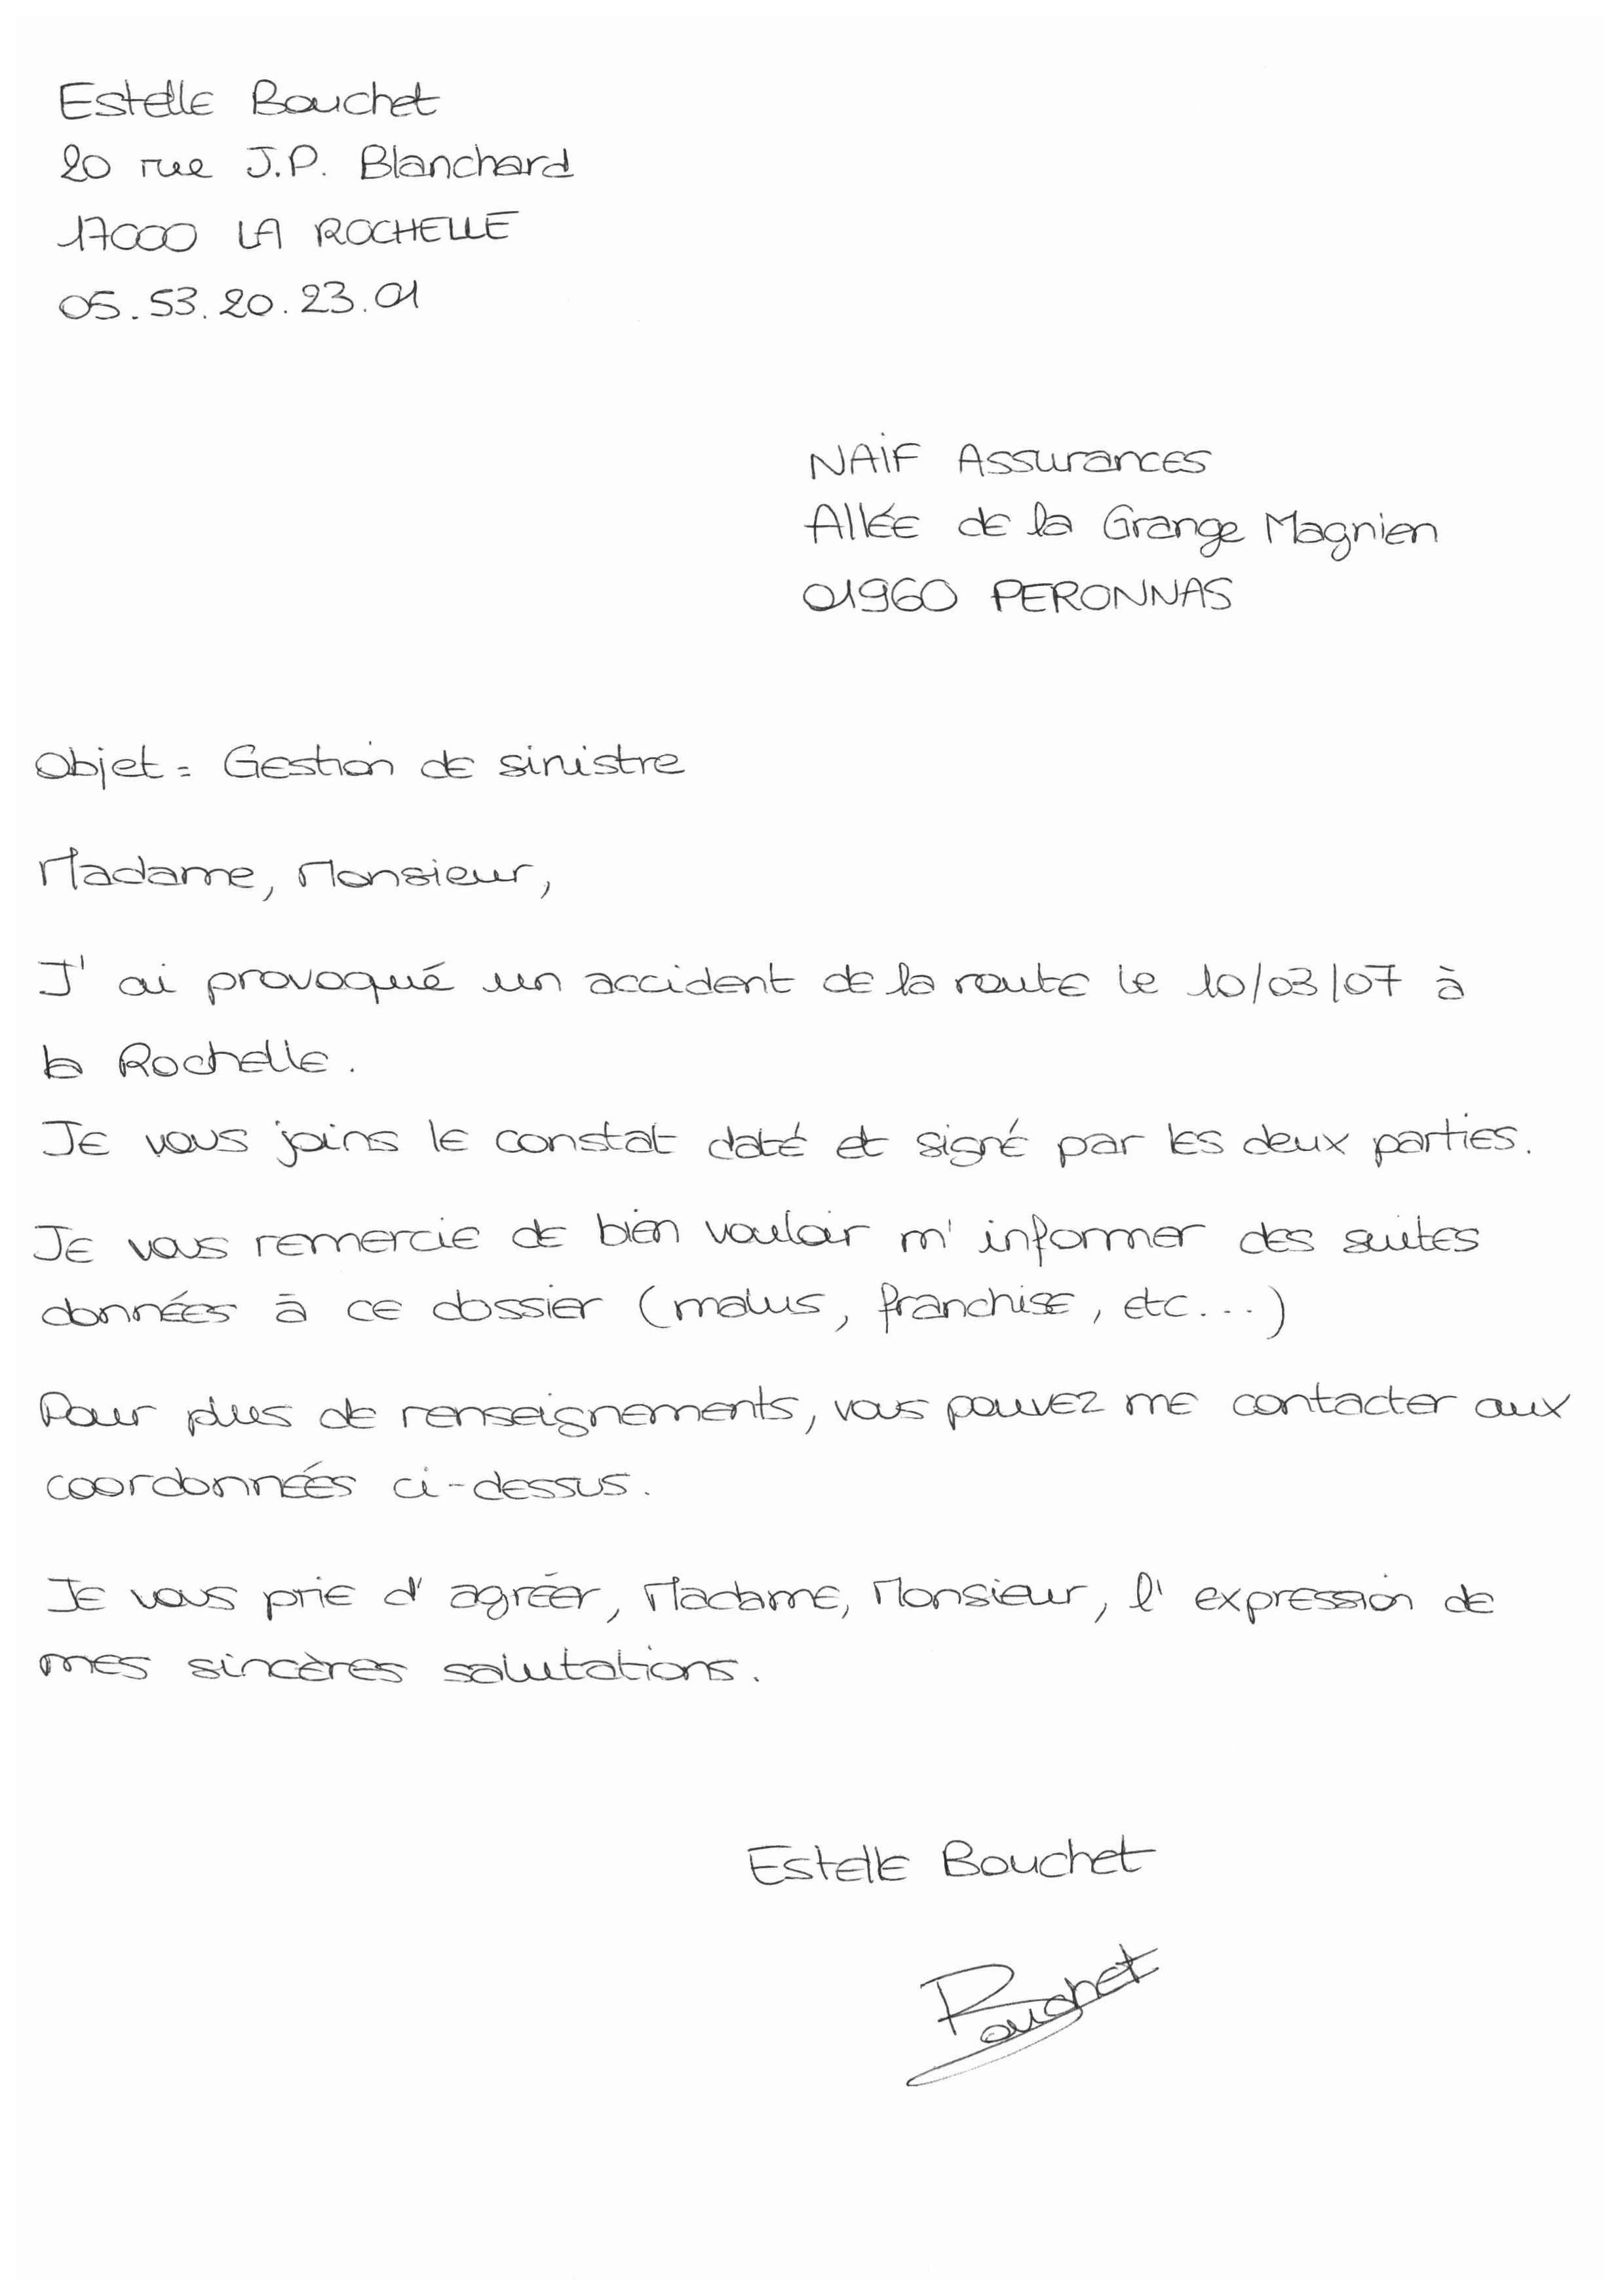 Estelle Bouchet
20 rue J.P. Blanchard
17000 LA ROCHELLE
05.53.20.23.01
NAIF Assurances
Allée de la Grange Magnien
01960 PERONNAS
Objet : Gestion de sinistre
Madame, Monsieur,
J'ai provoqué un accident de la route le 10/03/07 à
la Rochelle.
Je vous joins le constat daté et signé par les deux parties.
Je vous remercie de bien vouloir m'informer des suites
données à ce dossier (malus, franchise, etc...)
Pour plus de renseignements, vous pouvez me contacter aux
coordonnées ci-dessus.
Je vous prie d'agréer, Madame, Monsieur, l'expression de
mes sincères salutations.
Estelle Bouchet
Bouchet